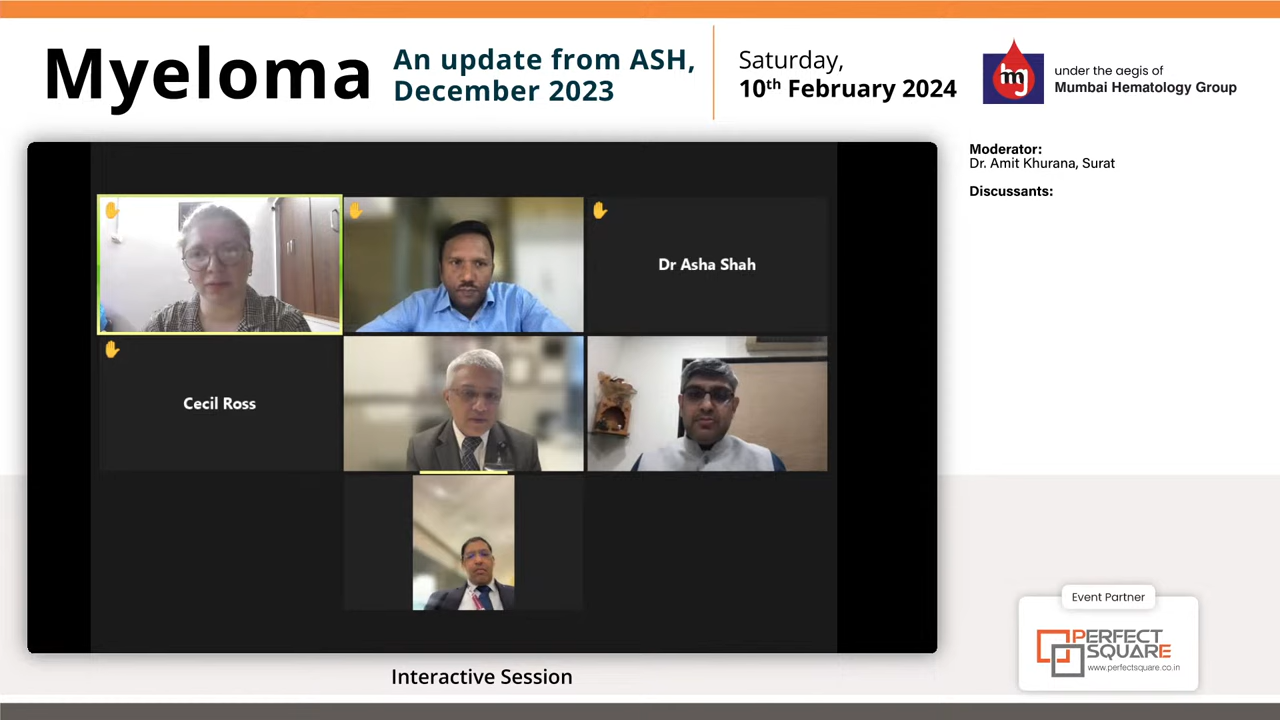 Myeloma
An update from ASH,
December 2023
Saturday,
10th February 2024
mg
under the aegis of
Mumbai Hematology Group
Moderator:
Dr. Amit Khurana, Surat
Discussants:
Dr Asha Shah
Cecil Ross
Interactive Session
Event Partner
PERFECT
SQUARE
www.perfectsquare.co.in